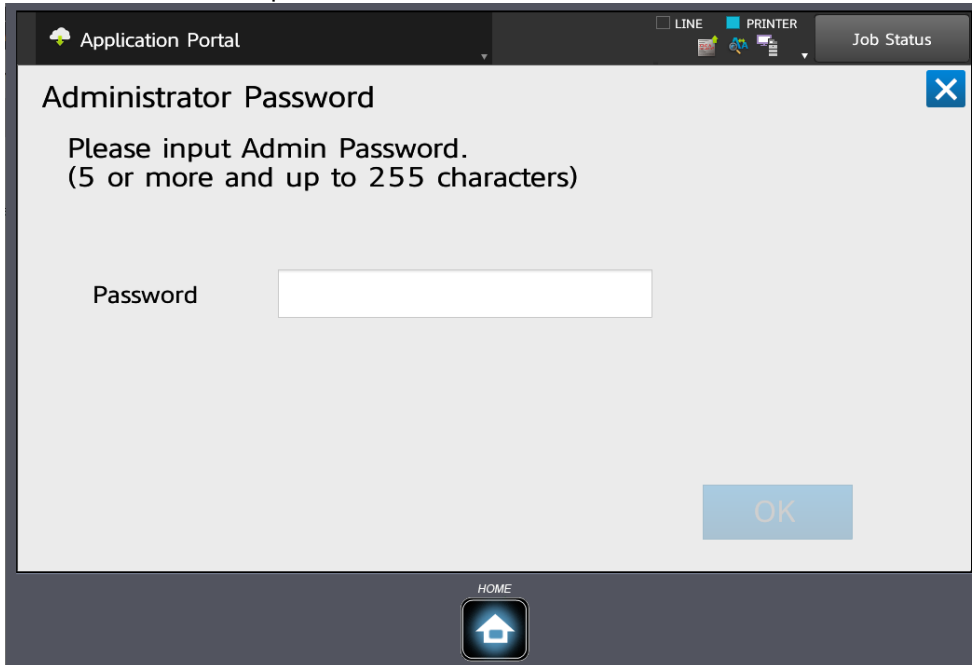 Application Portal
LINE
PRINTER
Job Status
Administrator Password
Please input Admin Password.
(5 or more and up to 255 characters)
Password
OK
HOME